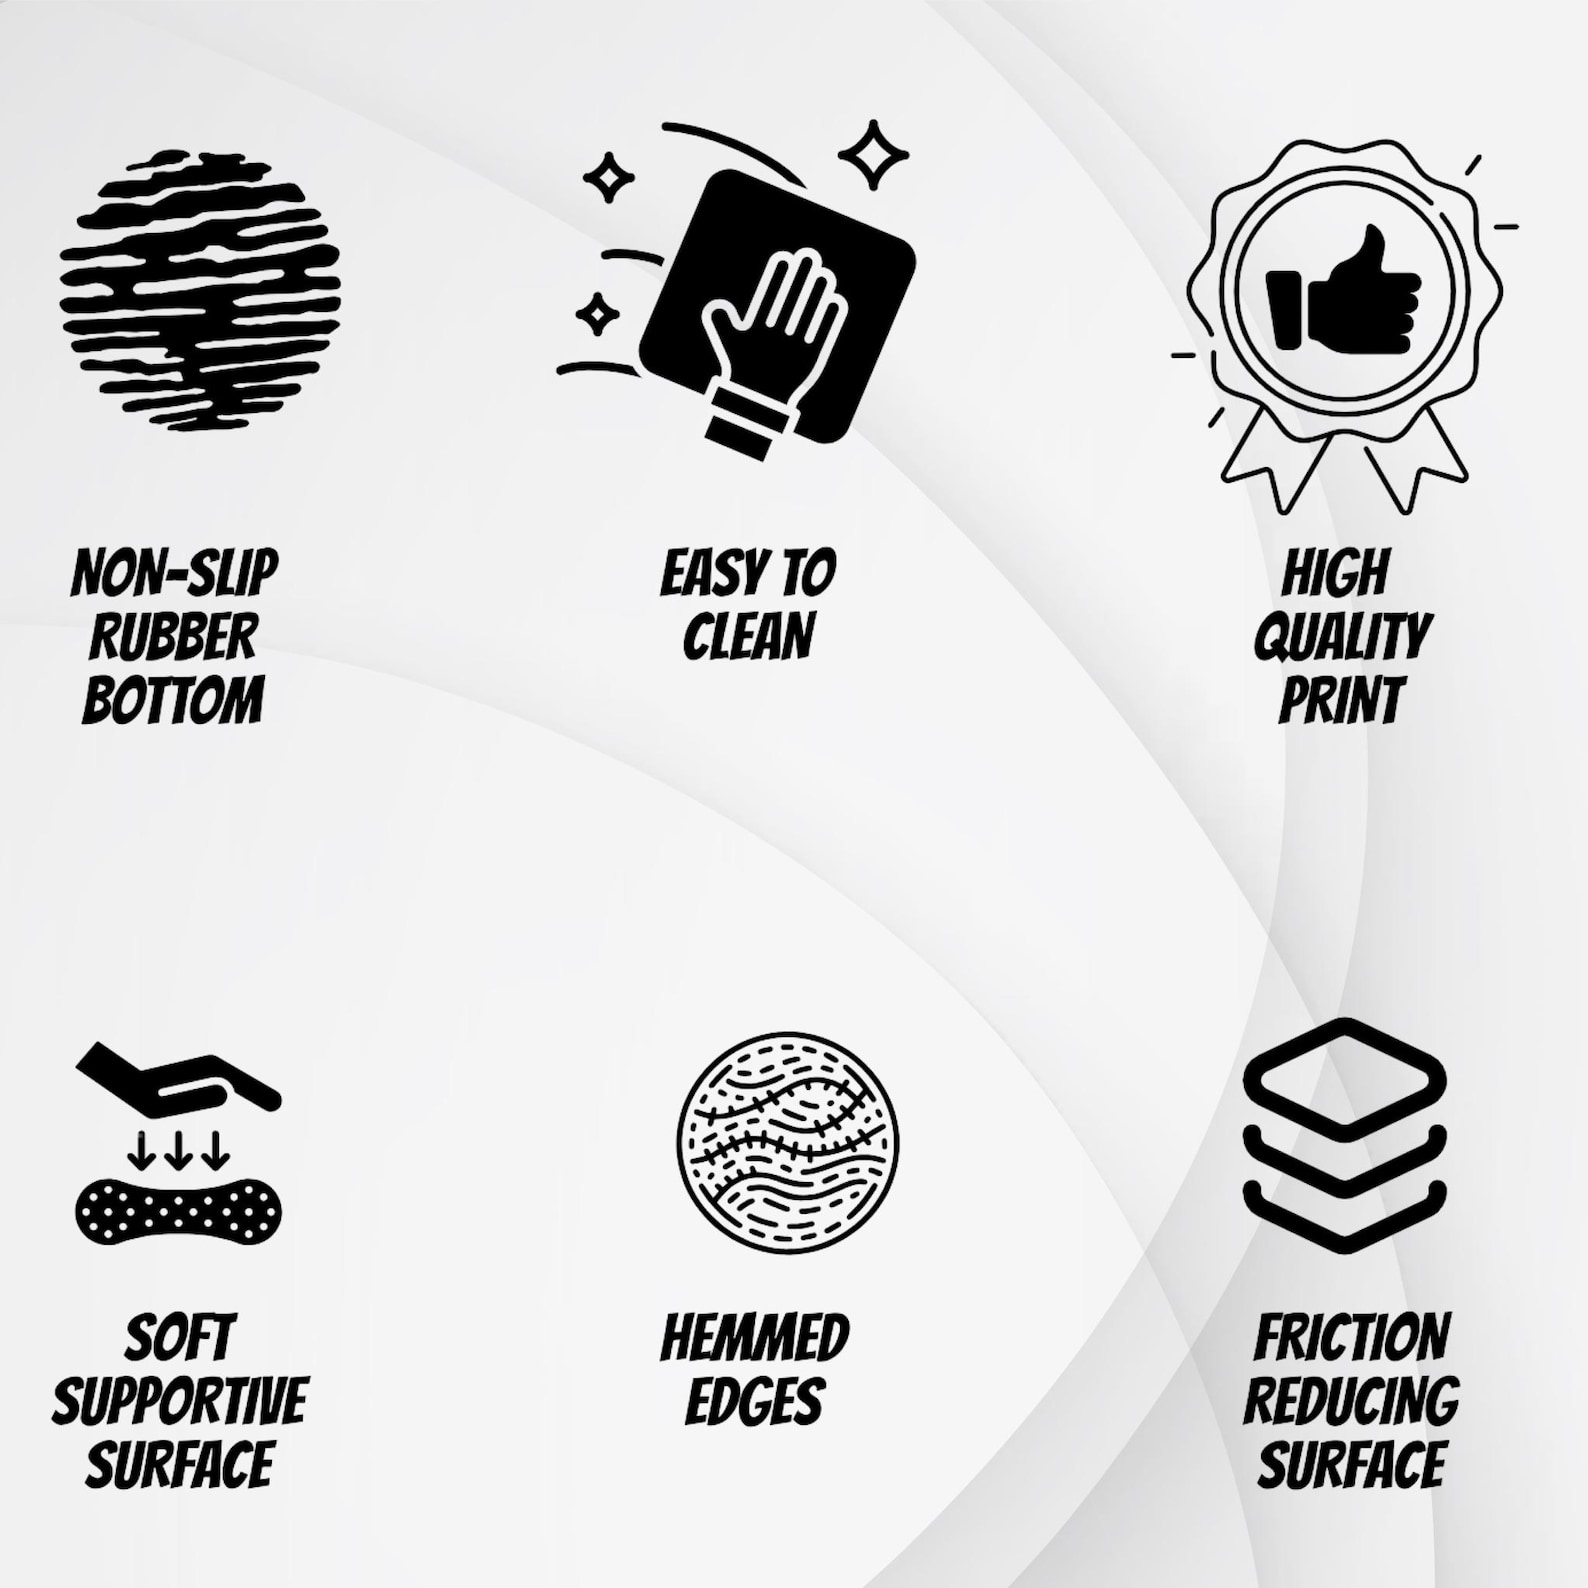 NON-SLIP
RUBBER
BOTTOM
EASY TO
CLEAN
HIGH
QUALITY
PRINT
SOFT
SUPPORTIVE
SURFACE
HEMMED
EDGES
FRICTION
REDUCING
SURFACE